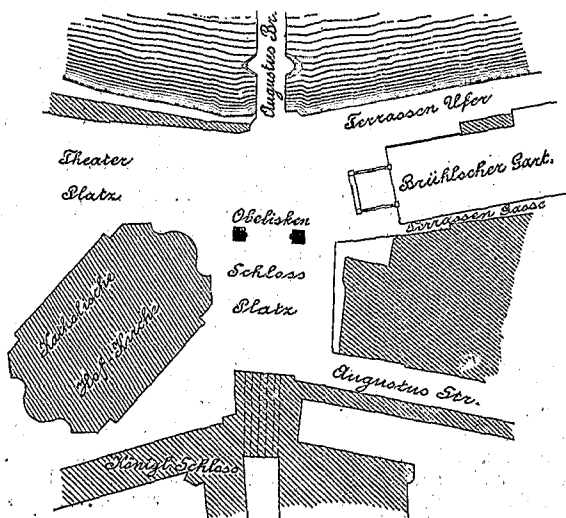 Augustus Br.
Terrassen Ufer
Theater
Platz
Brühlscher Gart.
Terrassen Gasse
Obelisken
Schloss
Platz
Katholische
Hof-Kirche
Augustus Str.
Königl. Schloss